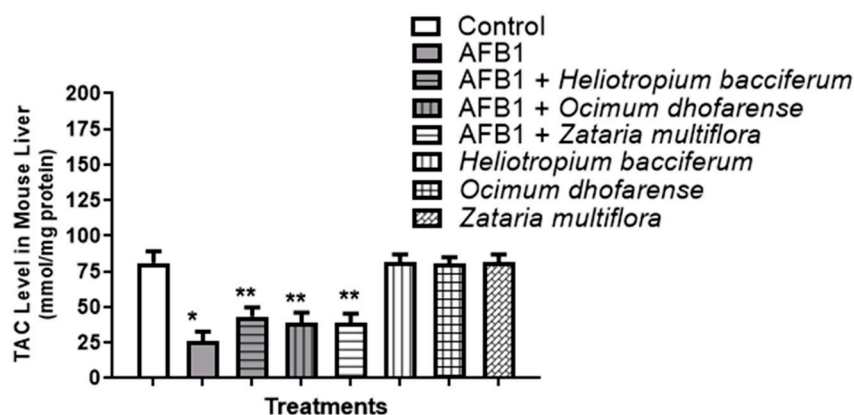 Control
AFB1
AFB1 + Heliotropium bacciferum
AFB1 + Ocimum dhofarense
AFB1 + Zataria multiflora
Heliotropium bacciferum
Ocimum dhofarense
Zataria multiflora
TAC Level in Mouse Liver
(mmol/mg protein)
200
175
150
125
100
75
50
25
0
*
**
**
**
Treatments